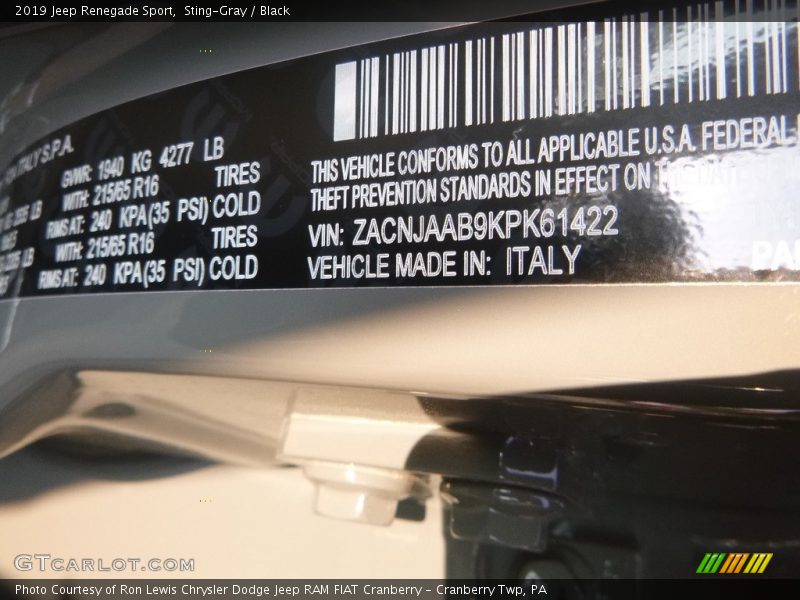 2019 Jeep Renegade Sport, Sting-Gray / Black
ITALY S.P.A.
GVWR: 1940 KG 4277 LB
LB WITH: 215/65 R16 TIRES
RIMS AT: 240 KPA(35 PSI) COLD
WITH: 215/65 R16 TIRES
LB RIMS AT: 240 KPA(35 PSI) COLD
THIS VEHICLE CONFORMS TO ALL APPLICABLE U.S.A. FEDERAL
THEFT PREVENTION STANDARDS IN EFFECT ON
VIN: ZACNJAAB9KPK61422
VEHICLE MADE IN: ITALY
GTCARLOT.COM
Photo Courtesy of Ron Lewis Chrysler Dodge Jeep RAM FIAT Cranberry - Cranberry Twp, PA